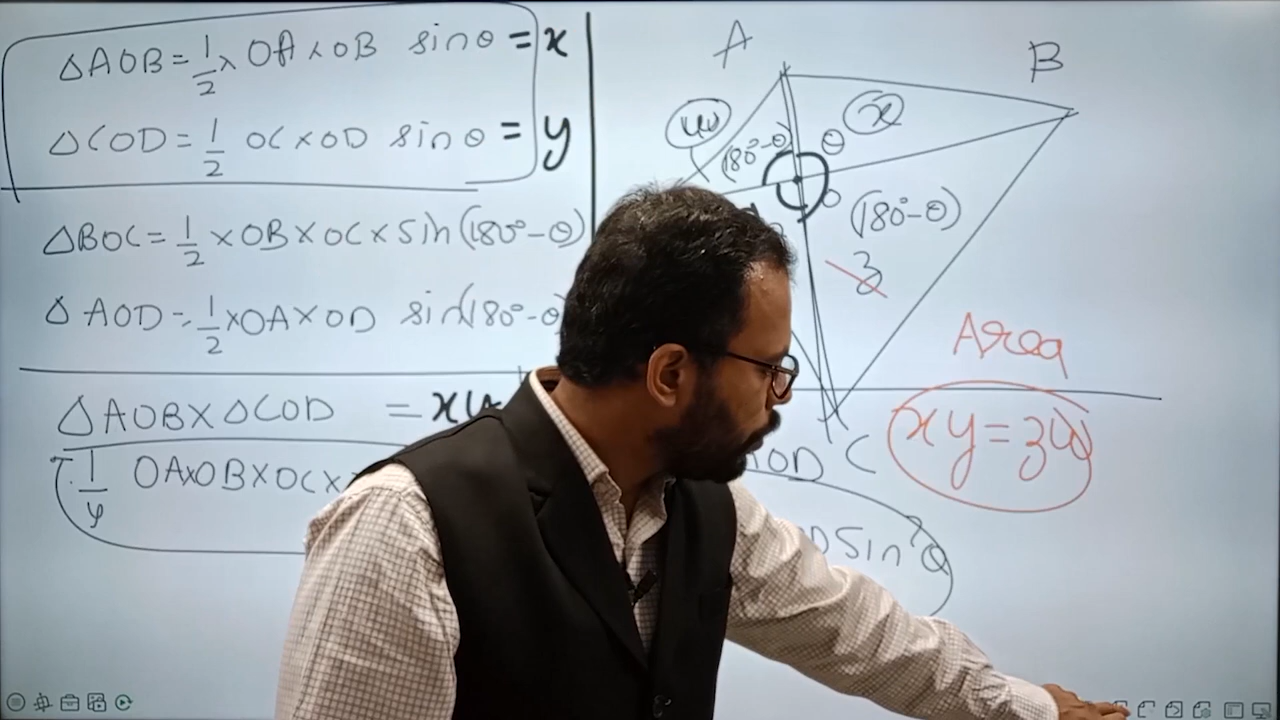 △AOB = 1/2 × OA × OB sinθ = x
△COD = 1/2 OC × OD sinθ = y
△BOC = 1/2 × OB × OC × Sin(180° - θ)
△AOD = 1/2 × OA × OD sin(180° - θ)
△AOB × △COD = xy
1/4 OA × OB × OC ×
OD C
Sin²θ
A
B
w
x
(180° - θ)
θ
O
(180° - θ)
z
Area
xy = zw